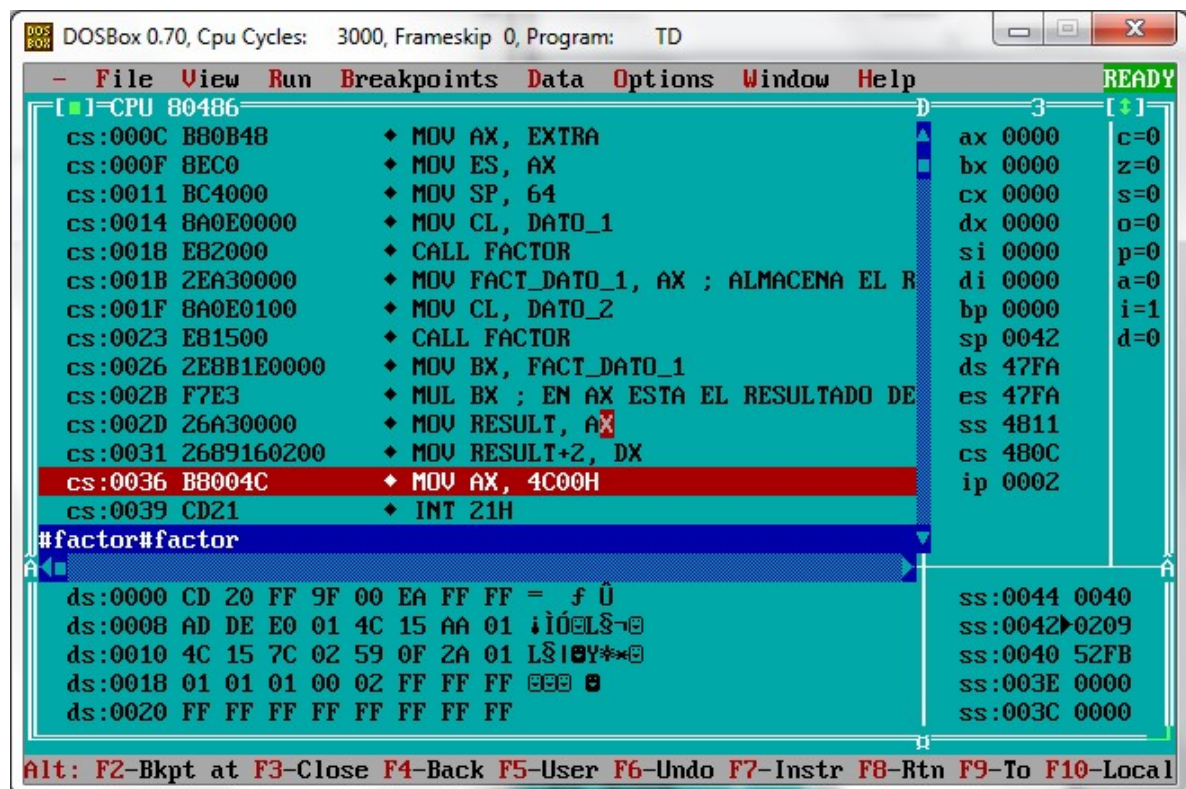 DOSBox 0.70, Cpu Cycles: 3000, Frameskip 0, Program: TD
File View Run Breakpoints Data Options Window Help READY
CPU 80486 D 3
cs:000C B80B48 MOV AX, EXTRA ax 0000 c=0
cs:000F 8EC0 MOV ES, AX bx 0000 z=0
cs:0011 BC4000 MOV SP, 64 cx 0000 s=0
cs:0014 8A0E0000 MOV CL, DATO_1 dx 0000 o=0
cs:0018 E82000 CALL FACTOR si 0000 p=0
cs:001B 2EA30000 MOV FACT_DATO_1, AX ; ALMACENA EL R di 0000 a=0
cs:001F 8A0E0100 MOV CL, DATO_2 bp 0000 i=1
cs:0023 E81500 CALL FACTOR sp 0042 d=0
cs:0026 2E8B1E0000 MOV BX, FACT_DATO_1 ds 47FA
cs:002B F7E3 MUL BX ; EN AX ESTA EL RESULTADO DE es 47FA
cs:002D 26A30000 MOV RESULT, AX ss 4811
cs:0031 2689160200 MOV RESULT+2, DX cs 480C
cs:0036 B8004C MOV AX, 4C00H ip 0002
cs:0039 CD21 INT 21H
#factor#factor
ds:0000 CD 20 FF 9F 00 EA FF FF = ƒ Û ss:0044 0040
ds:0008 AD DE E0 01 4C 15 AA 01 ss:0042 0209
ds:0010 4C 15 7C 02 59 0F 2A 01 ss:0040 52FB
ds:0018 01 01 01 00 02 FF FF FF ss:003E 0000
ds:0020 FF FF FF FF FF FF FF FF ss:003C 0000
Alt: F2-Bkpt at F3-Close F4-Back F5-User F6-Undo F7-Instr F8-Rtn F9-To F10-Local